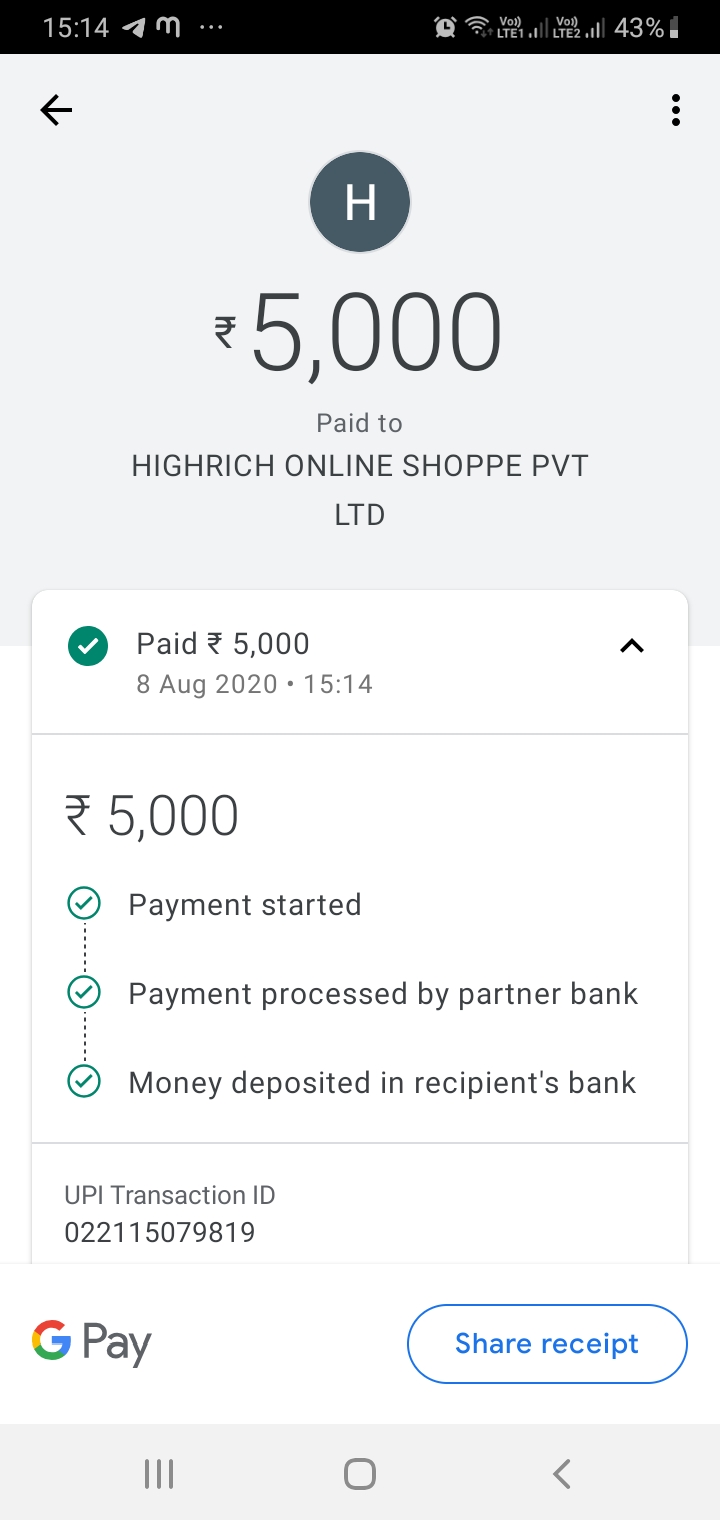 15:14 ··· Vo)) LTE1 Vo)) LTE2 43%
H
₹5,000
Paid to
HIGHRICH ONLINE SHOPPE PVT
LTD
Paid ₹ 5,000
8 Aug 2020 • 15:14
₹ 5,000
Payment started
Payment processed by partner bank
Money deposited in recipient's bank
UPI Transaction ID
022115079819
G Pay
Share receipt